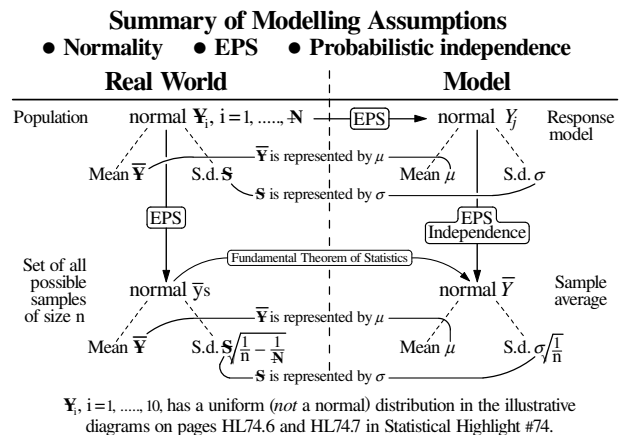 Summary of Modelling Assumptions
● Normality ● EPS ● Probabilistic independence
Real World Model
Population normal Y̶ᵢ, i = 1, ....., N̶ EPS normal Yⱼ Response model
Y̶̅ is represented by μ
Mean Y̶̅ S.d. S̶ Mean μ S.d. σ
S̶ is represented by σ
EPS EPS Independence
Fundamental Theorem of Statistics
Set of all possible samples of size n normal y̅s normal Y̅ Sample average
Y̶̅ is represented by μ
Mean Y̶̅ S.d. S̶√(1/n − 1/N̶) Mean μ S.d. σ√(1/n)
S̶ is represented by σ
Y̶ᵢ, i = 1, ....., 10, has a uniform (not a normal) distribution in the illustrative
diagrams on pages HL74.6 and HL74.7 in Statistical Highlight #74.